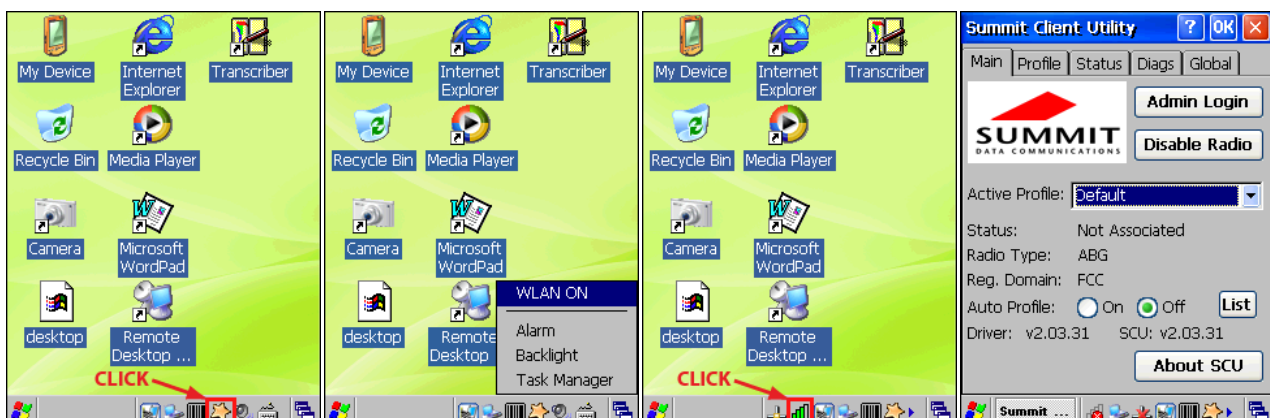 My Device
Internet Explorer
Transcriber
Recycle Bin
Media Player
Camera
Microsoft WordPad
desktop
Remote Desktop ...
CLICK
My Device
Internet Explorer
Transcriber
Recycle Bin
Media Player
Camera
Microsoft WordPad
desktop
Remote Desktop
WLAN ON
Alarm
Backlight
Task Manager
My Device
Internet Explorer
Transcriber
Recycle Bin
Media Player
Camera
Microsoft WordPad
desktop
Remote Desktop ...
CLICK
Summit Client Utility ? OK
Main Profile Status Diags Global
SUMMIT
DATA COMMUNICATIONS
Admin Login
Disable Radio
Active Profile: Default
Status: Not Associated
Radio Type: ABG
Reg. Domain: FCC
Auto Profile: On Off List
Driver: v2.03.31 SCU: v2.03.31
About SCU
Summit ...